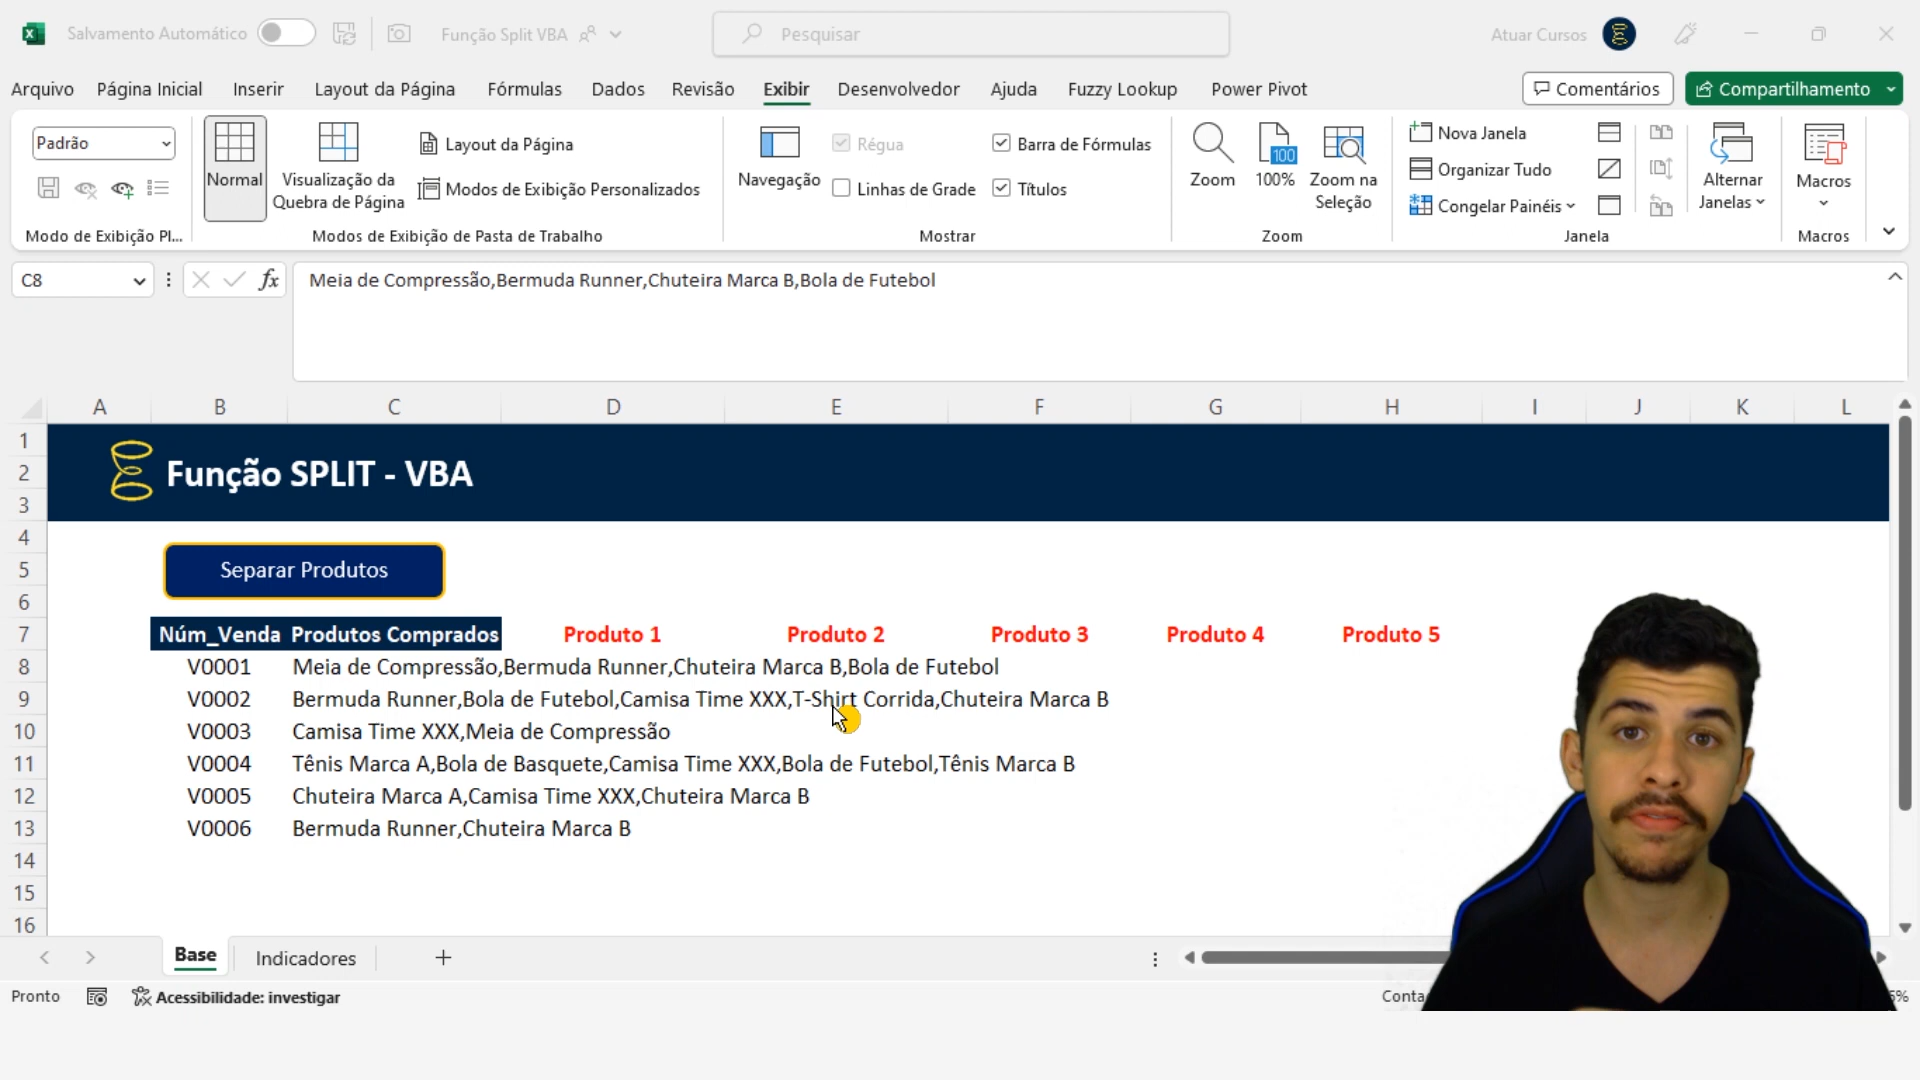 Salvamento Automático
Função Split VBA
Pesquisar
Atuar Cursos
Arquivo Página Inicial Inserir Layout da Página Fórmulas Dados Revisão Exibir Desenvolvedor Ajuda Fuzzy Lookup Power Pivot
Comentários
Compartilhamento
Padrão
Normal
Visualização da
Quebra de Página
Layout da Página
Modos de Exibição Personalizados
Navegação
Régua
Linhas de Grade
Barra de Fórmulas
Títulos
Zoom
100
100%
Zoom na
Seleção
Nova Janela
Organizar Tudo
Congelar Painéis
Alternar
Janelas
Macros
Modo de Exibição Pl...
Modos de Exibição de Pasta de Trabalho
Mostrar
Zoom
Janela
Macros
C8
fx
Meia de Compressão,Bermuda Runner,Chuteira Marca B,Bola de Futebol
A B C D E F G H I J K L
1
2 Função SPLIT - VBA
3
4
5 Separar Produtos
6
7 Núm_Venda Produtos Comprados Produto 1 Produto 2 Produto 3 Produto 4 Produto 5
8 V0001 Meia de Compressão,Bermuda Runner,Chuteira Marca B,Bola de Futebol
9 V0002 Bermuda Runner,Bola de Futebol,Camisa Time XXX,T-Shirt Corrida,Chuteira Marca B
10 V0003 Camisa Time XXX,Meia de Compressão
11 V0004 Tênis Marca A,Bola de Basquete,Camisa Time XXX,Bola de Futebol,Tênis Marca B
12 V0005 Chuteira Marca A,Camisa Time XXX,Chuteira Marca B
13 V0006 Bermuda Runner,Chuteira Marca B
14
15
16
Base Indicadores
Pronto
Acessibilidade: investigar